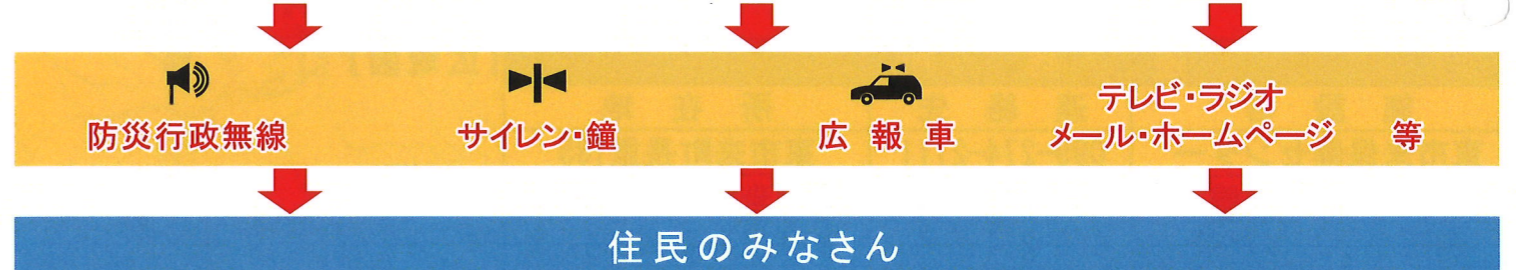 防災行政無線
サイレン・鐘
広報車
テレビ・ラジオ
メール・ホームページ　等
住民のみなさん